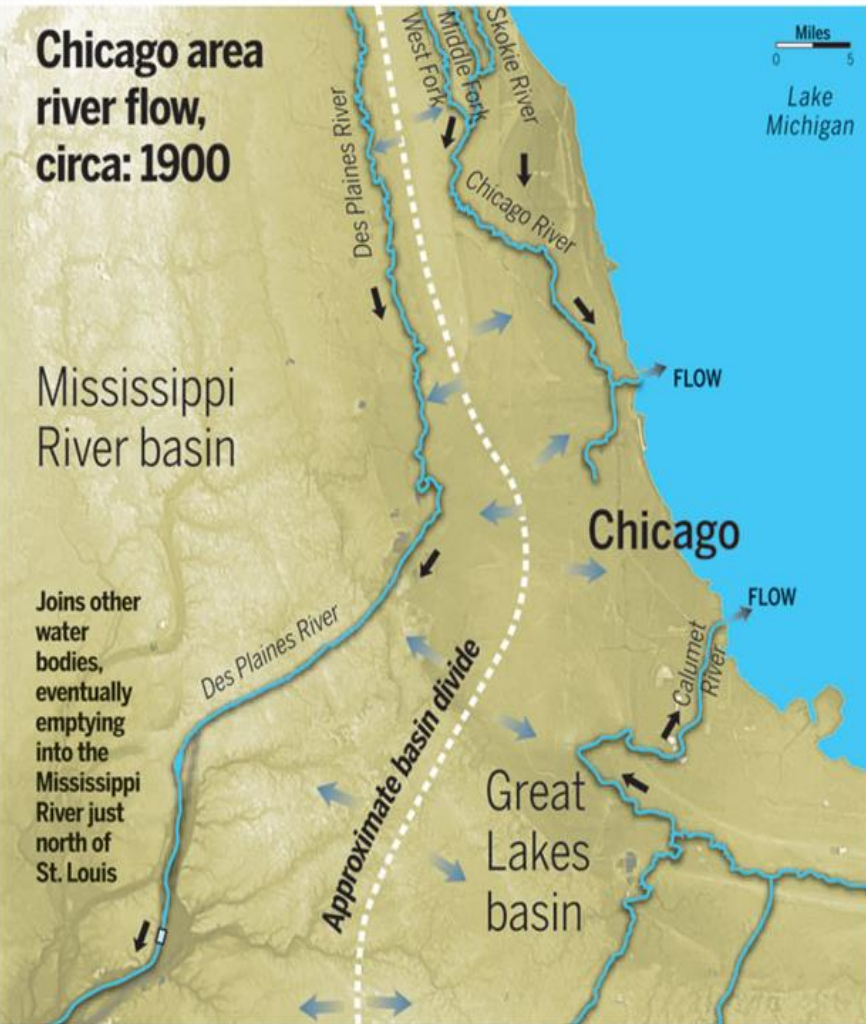 Chicago area
river flow,
circa: 1900
Miles
0 5
Lake
Michigan
West Fork
Middle Fork
Skokie River
Des Plaines River
Chicago River
FLOW
Mississippi
River basin
Chicago
FLOW
Calumet
River
Joins other
water
bodies,
eventually
emptying
into the
Mississippi
River just
north of
St. Louis
Des Plaines River
Approximate basin divide
Great
Lakes
basin